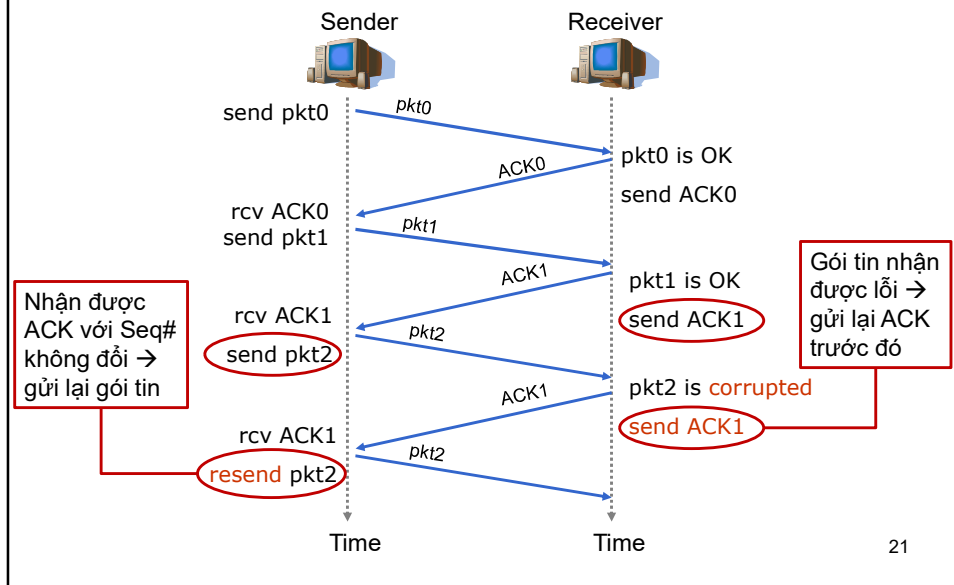 Sender
Receiver
send pkt0
pkt0
pkt0 is OK
ACK0
send ACK0
rcv ACK0
send pkt1
pkt1
ACK1
pkt1 is OK
send ACK1
Gói tin nhận
được lỗi →
gửi lại ACK
trước đó
Nhận được
ACK với Seq#
không đổi →
gửi lại gói tin
rcv ACK1
send pkt2
pkt2
pkt2 is corrupted
ACK1
send ACK1
rcv ACK1
resend pkt2
pkt2
Time
Time
21